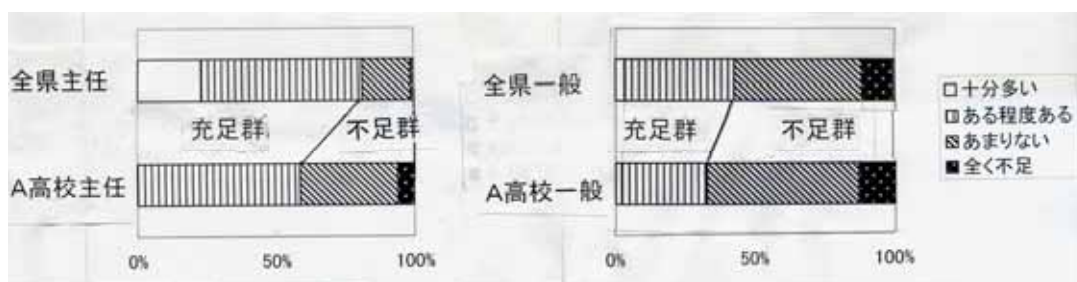 全県主任
充足群
不足群
A高校主任
0%
50%
100%
全県一般
充足群
不足群
A高校一般
0%
50%
100%
十分多い
ある程度ある
あまりない
全く不足